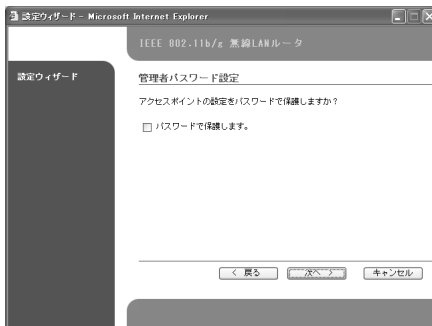 設定ウィザード - Microsoft Internet Explorer
IEEE 802.11b/g 無線LANルータ
設定ウィザード
管理者パスワード設定
アクセスポイントの設定をパスワードで保護しますか？
パスワードで保護します。
< 戻る 次へ > キャンセル